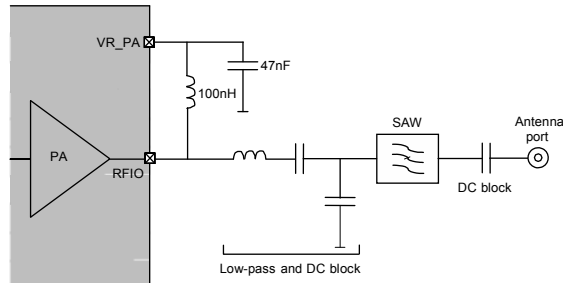 VR_PA
47nF
100nH
SAW
Antenna
port
PA
RFIO
DC block
Low-pass and DC block